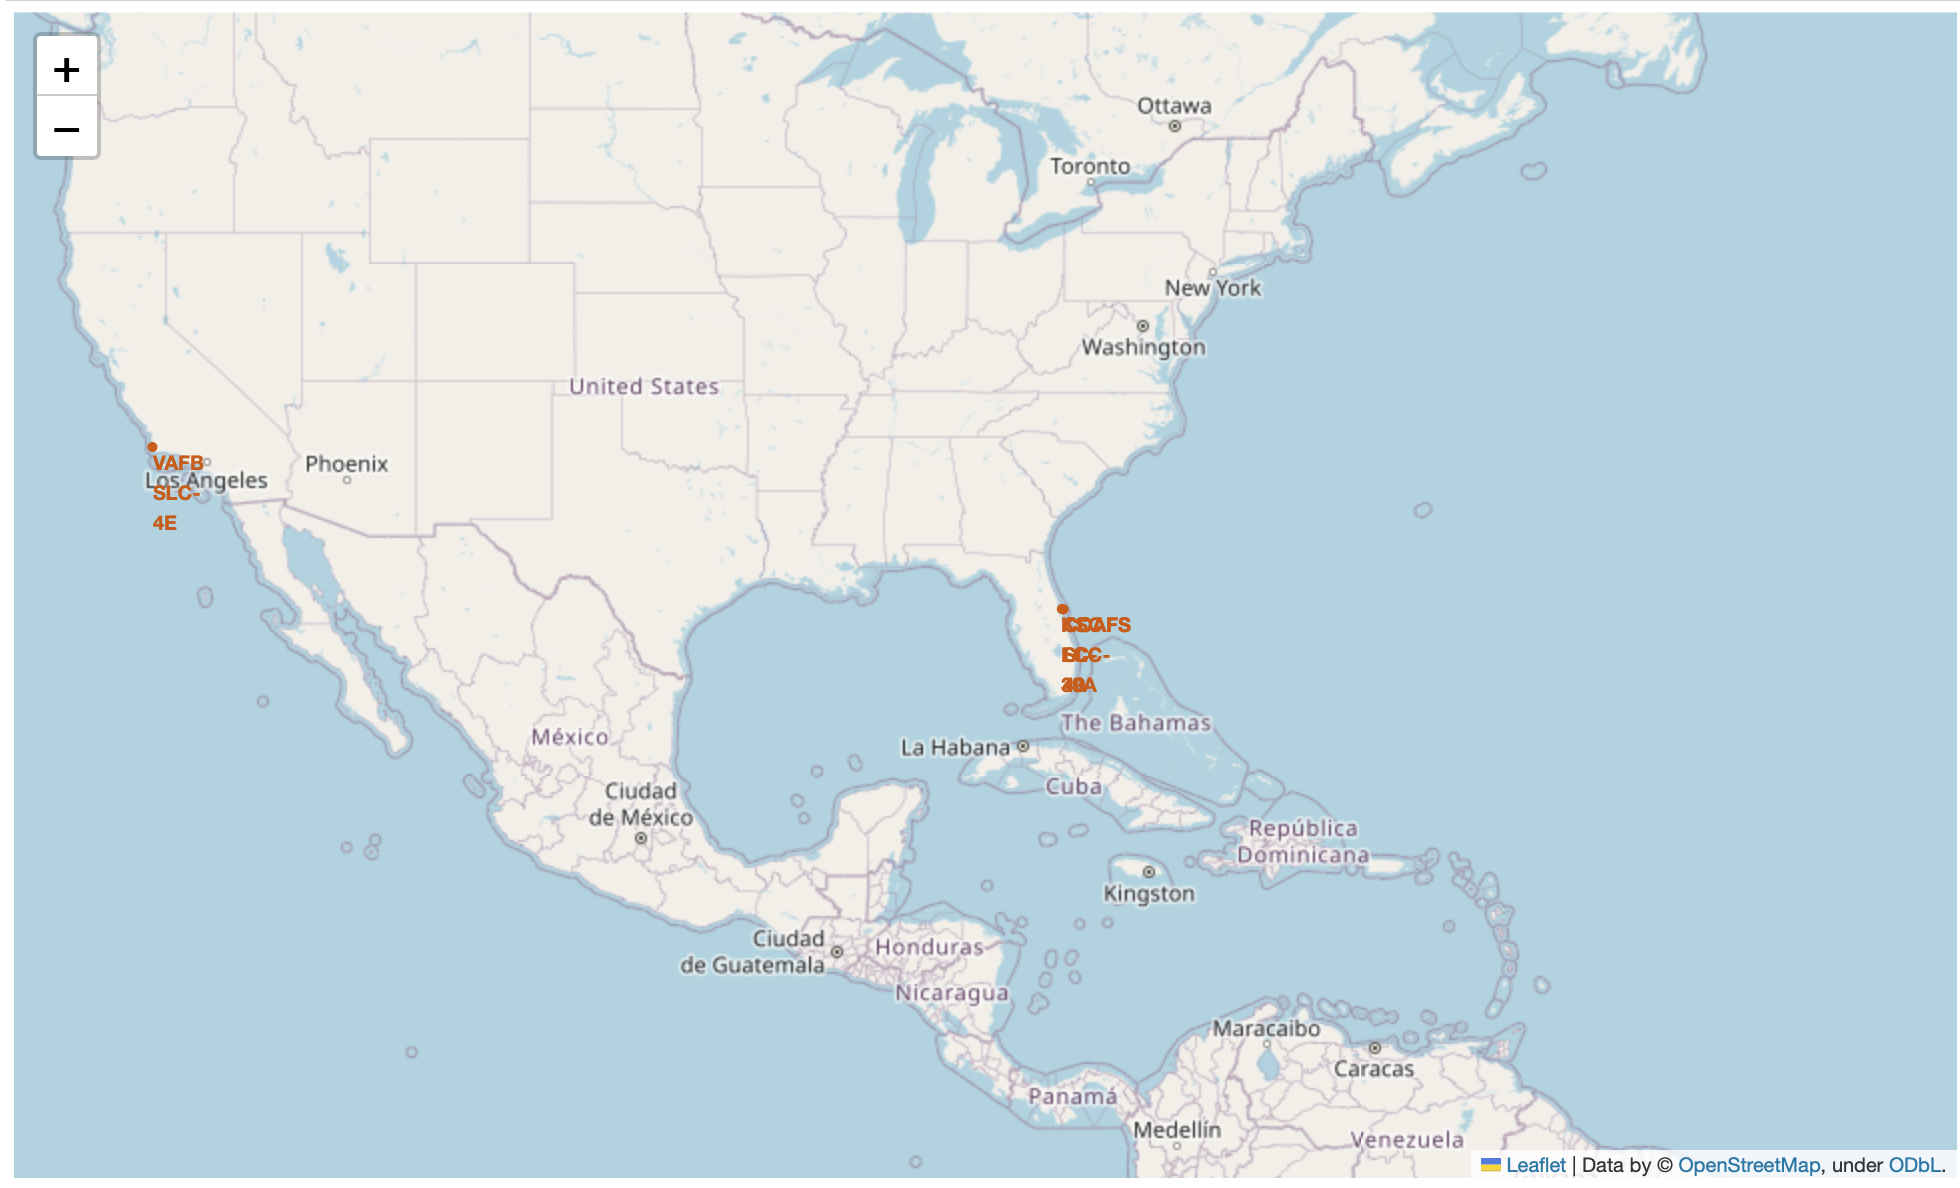 +
−
Ottawa
Toronto
New York
Washington
United States
VAFB
Los Angeles
SLC-
4E
Phoenix
The Bahamas
México
La Habana
Cuba
Ciudad
de México
República
Dominicana
Kingston
Ciudad
de Guatemala
Honduras
Nicaragua
Maracaibo
Caracas
Panamá
Medellín
Venezuela
Leaflet | Data by © OpenStreetMap, under ODbL.